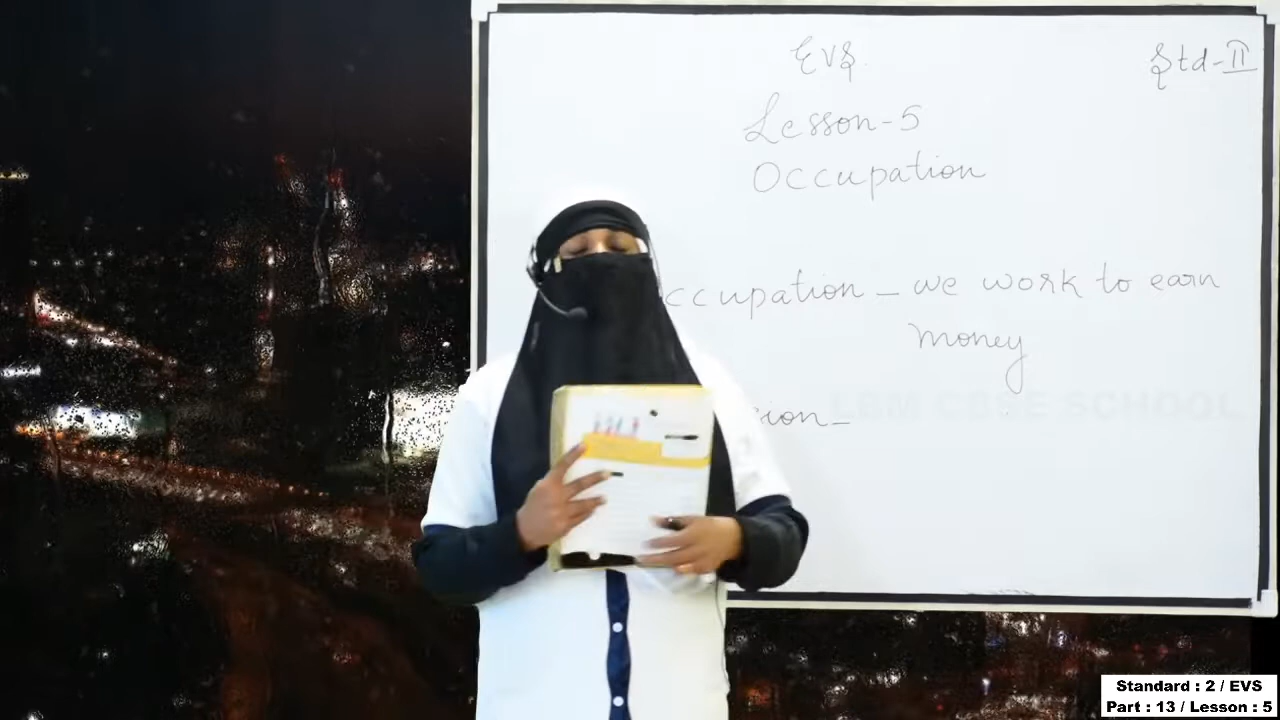 EVS
Std-II
Lesson-5
Occupation
ccupation - we work to earn
money
sion -
CBSE SCHOOL
Standard : 2 / EVS
Part : 13 / Lesson : 5